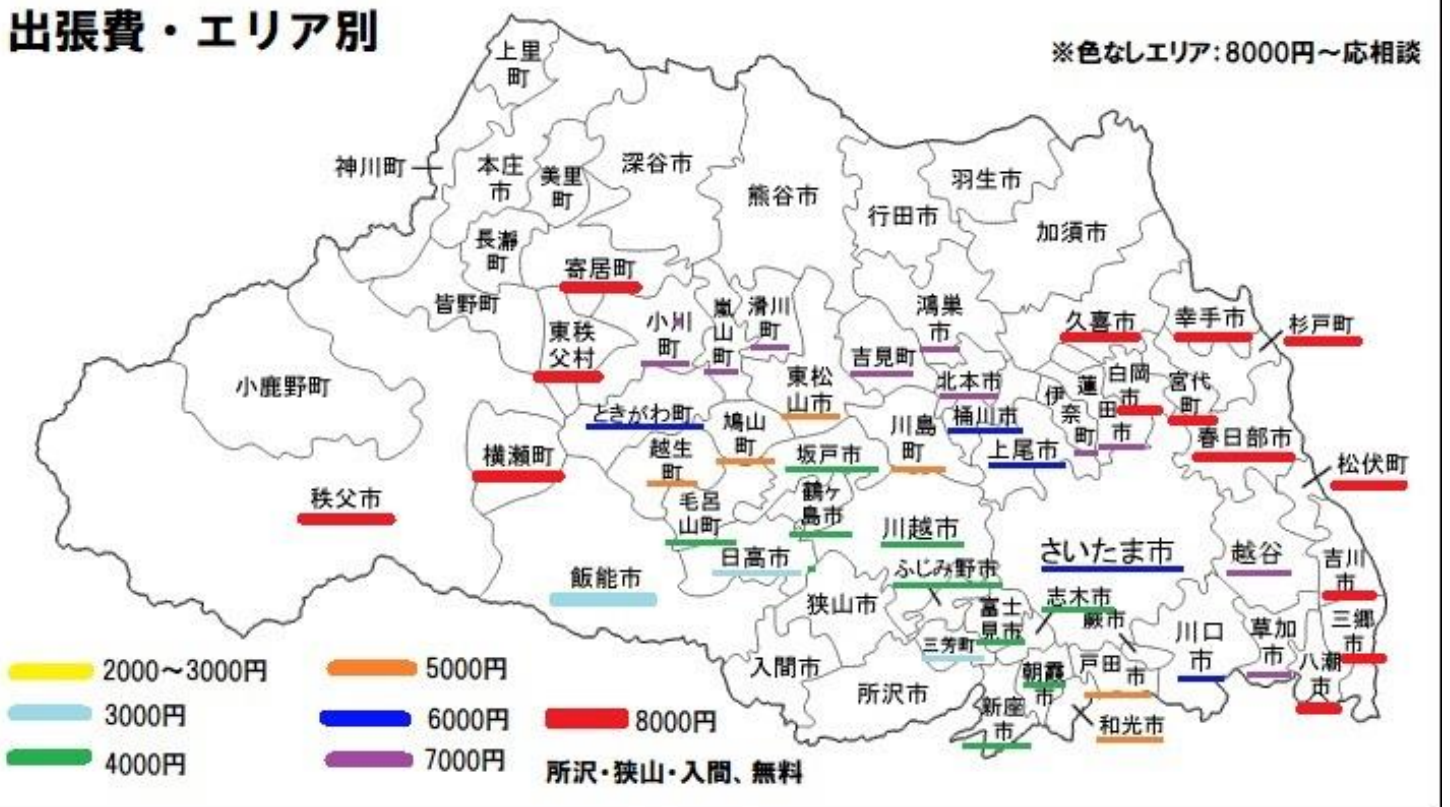 出張費・エリア別
※色なしエリア：8000円～応相談
上里
町
神川町
本庄
市
美里
町
深谷市
熊谷市
行田市
羽生市
加須市
長瀞
町
皆野町
寄居町
東秩
父村
小川
町
嵐
山
町
滑川
町
吉見町
鴻巣
市
久喜市
幸手市
杉戸町
小鹿野町
東松
山市
北本市
伊
奈
町
蓮
田
市
白岡
市
宮代
町
ときがわ町
鳩山
町
川島
町
桶川市
上尾市
春日部市
松伏町
横瀬町
越生
町
坂戸市
秩父市
毛呂
山町
鶴ヶ
島市
川越市
さいたま市
越谷
吉川
市
日高市
飯能市
ふじみ野市
狭山市
富士
見市
志木市
蕨市
川口
市
草加
市
三郷
市
八潮
市
三芳町
入間市
所沢市
朝霞
市
戸田
市
新座
市
和光市
2000～3000円
3000円
4000円
5000円
6000円
7000円
8000円
所沢・狭山・入間、無料